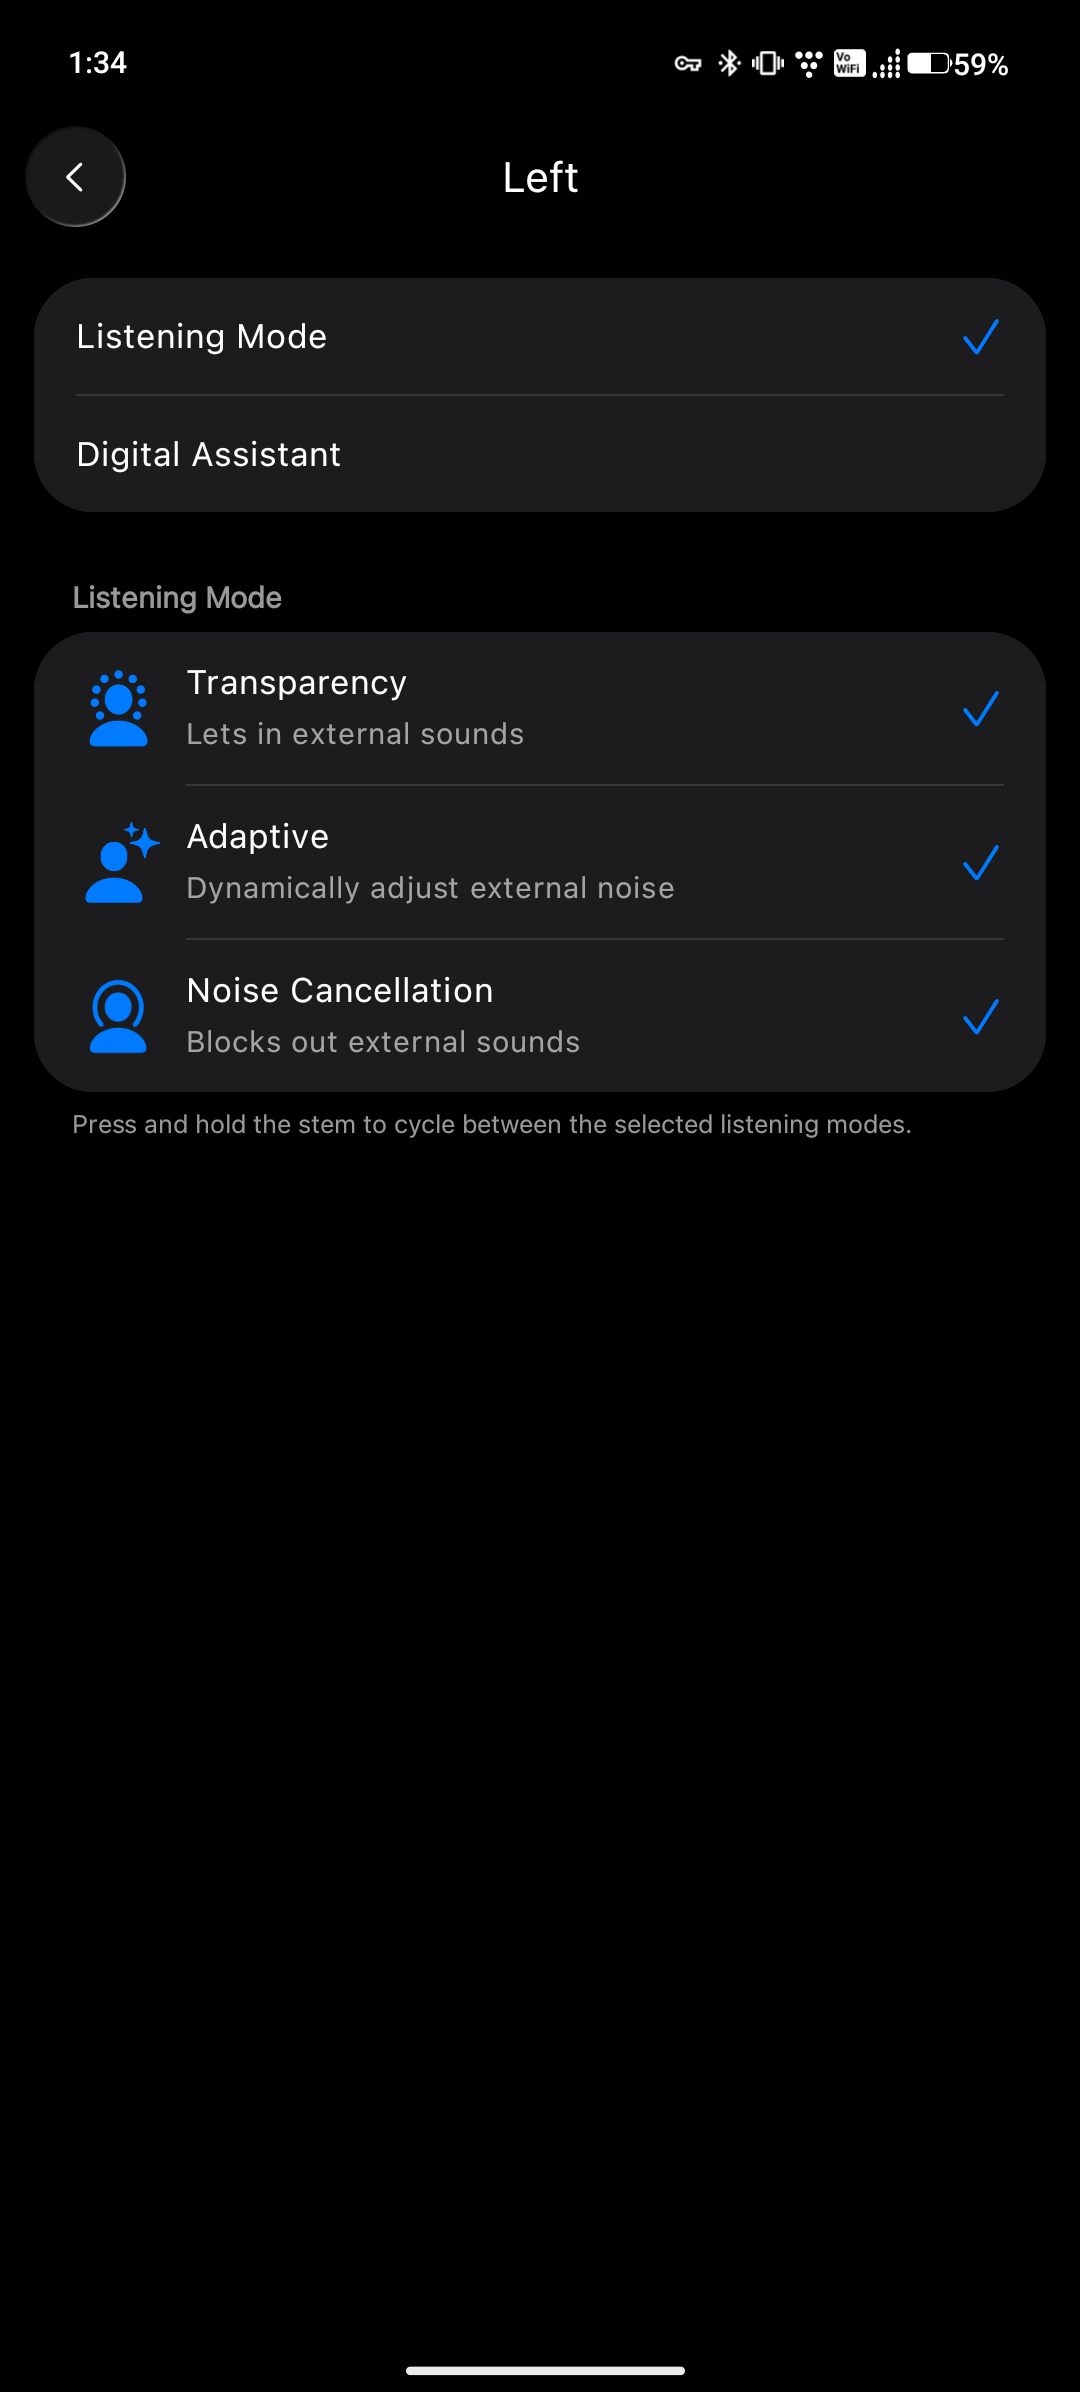 1:34
Vo
WiFi
59%
Left
Listening Mode
Digital Assistant
Listening Mode
Transparency
Lets in external sounds
Adaptive
Dynamically adjust external noise
Noise Cancellation
Blocks out external sounds
Press and hold the stem to cycle between the selected listening modes.